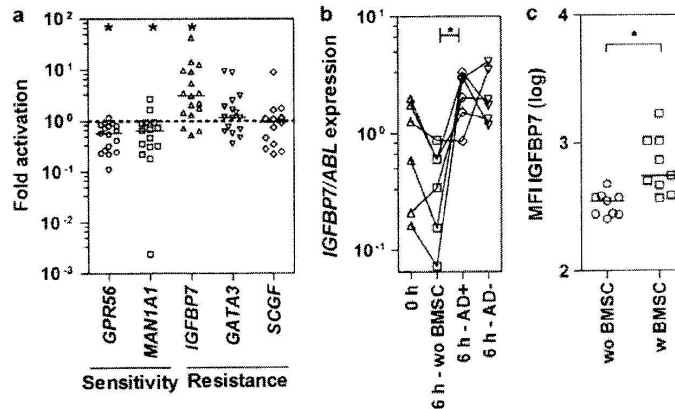 a
b
c
Fold activation
10²
10¹
10⁰
10⁻¹
10⁻²
10⁻³
* * *
GPR56
MAN1A1
IGFBP7
GATA3
SCGF
Sensitivity
Resistance
IGFBP7/ABL expression
10¹
10⁰
10⁻¹
*
0 h
6 h - wo BMSC
6 h - AD+
6 h - AD-
MFI IGFBP7 (log)
4
3
2
*
wo BMSC
w BMSC